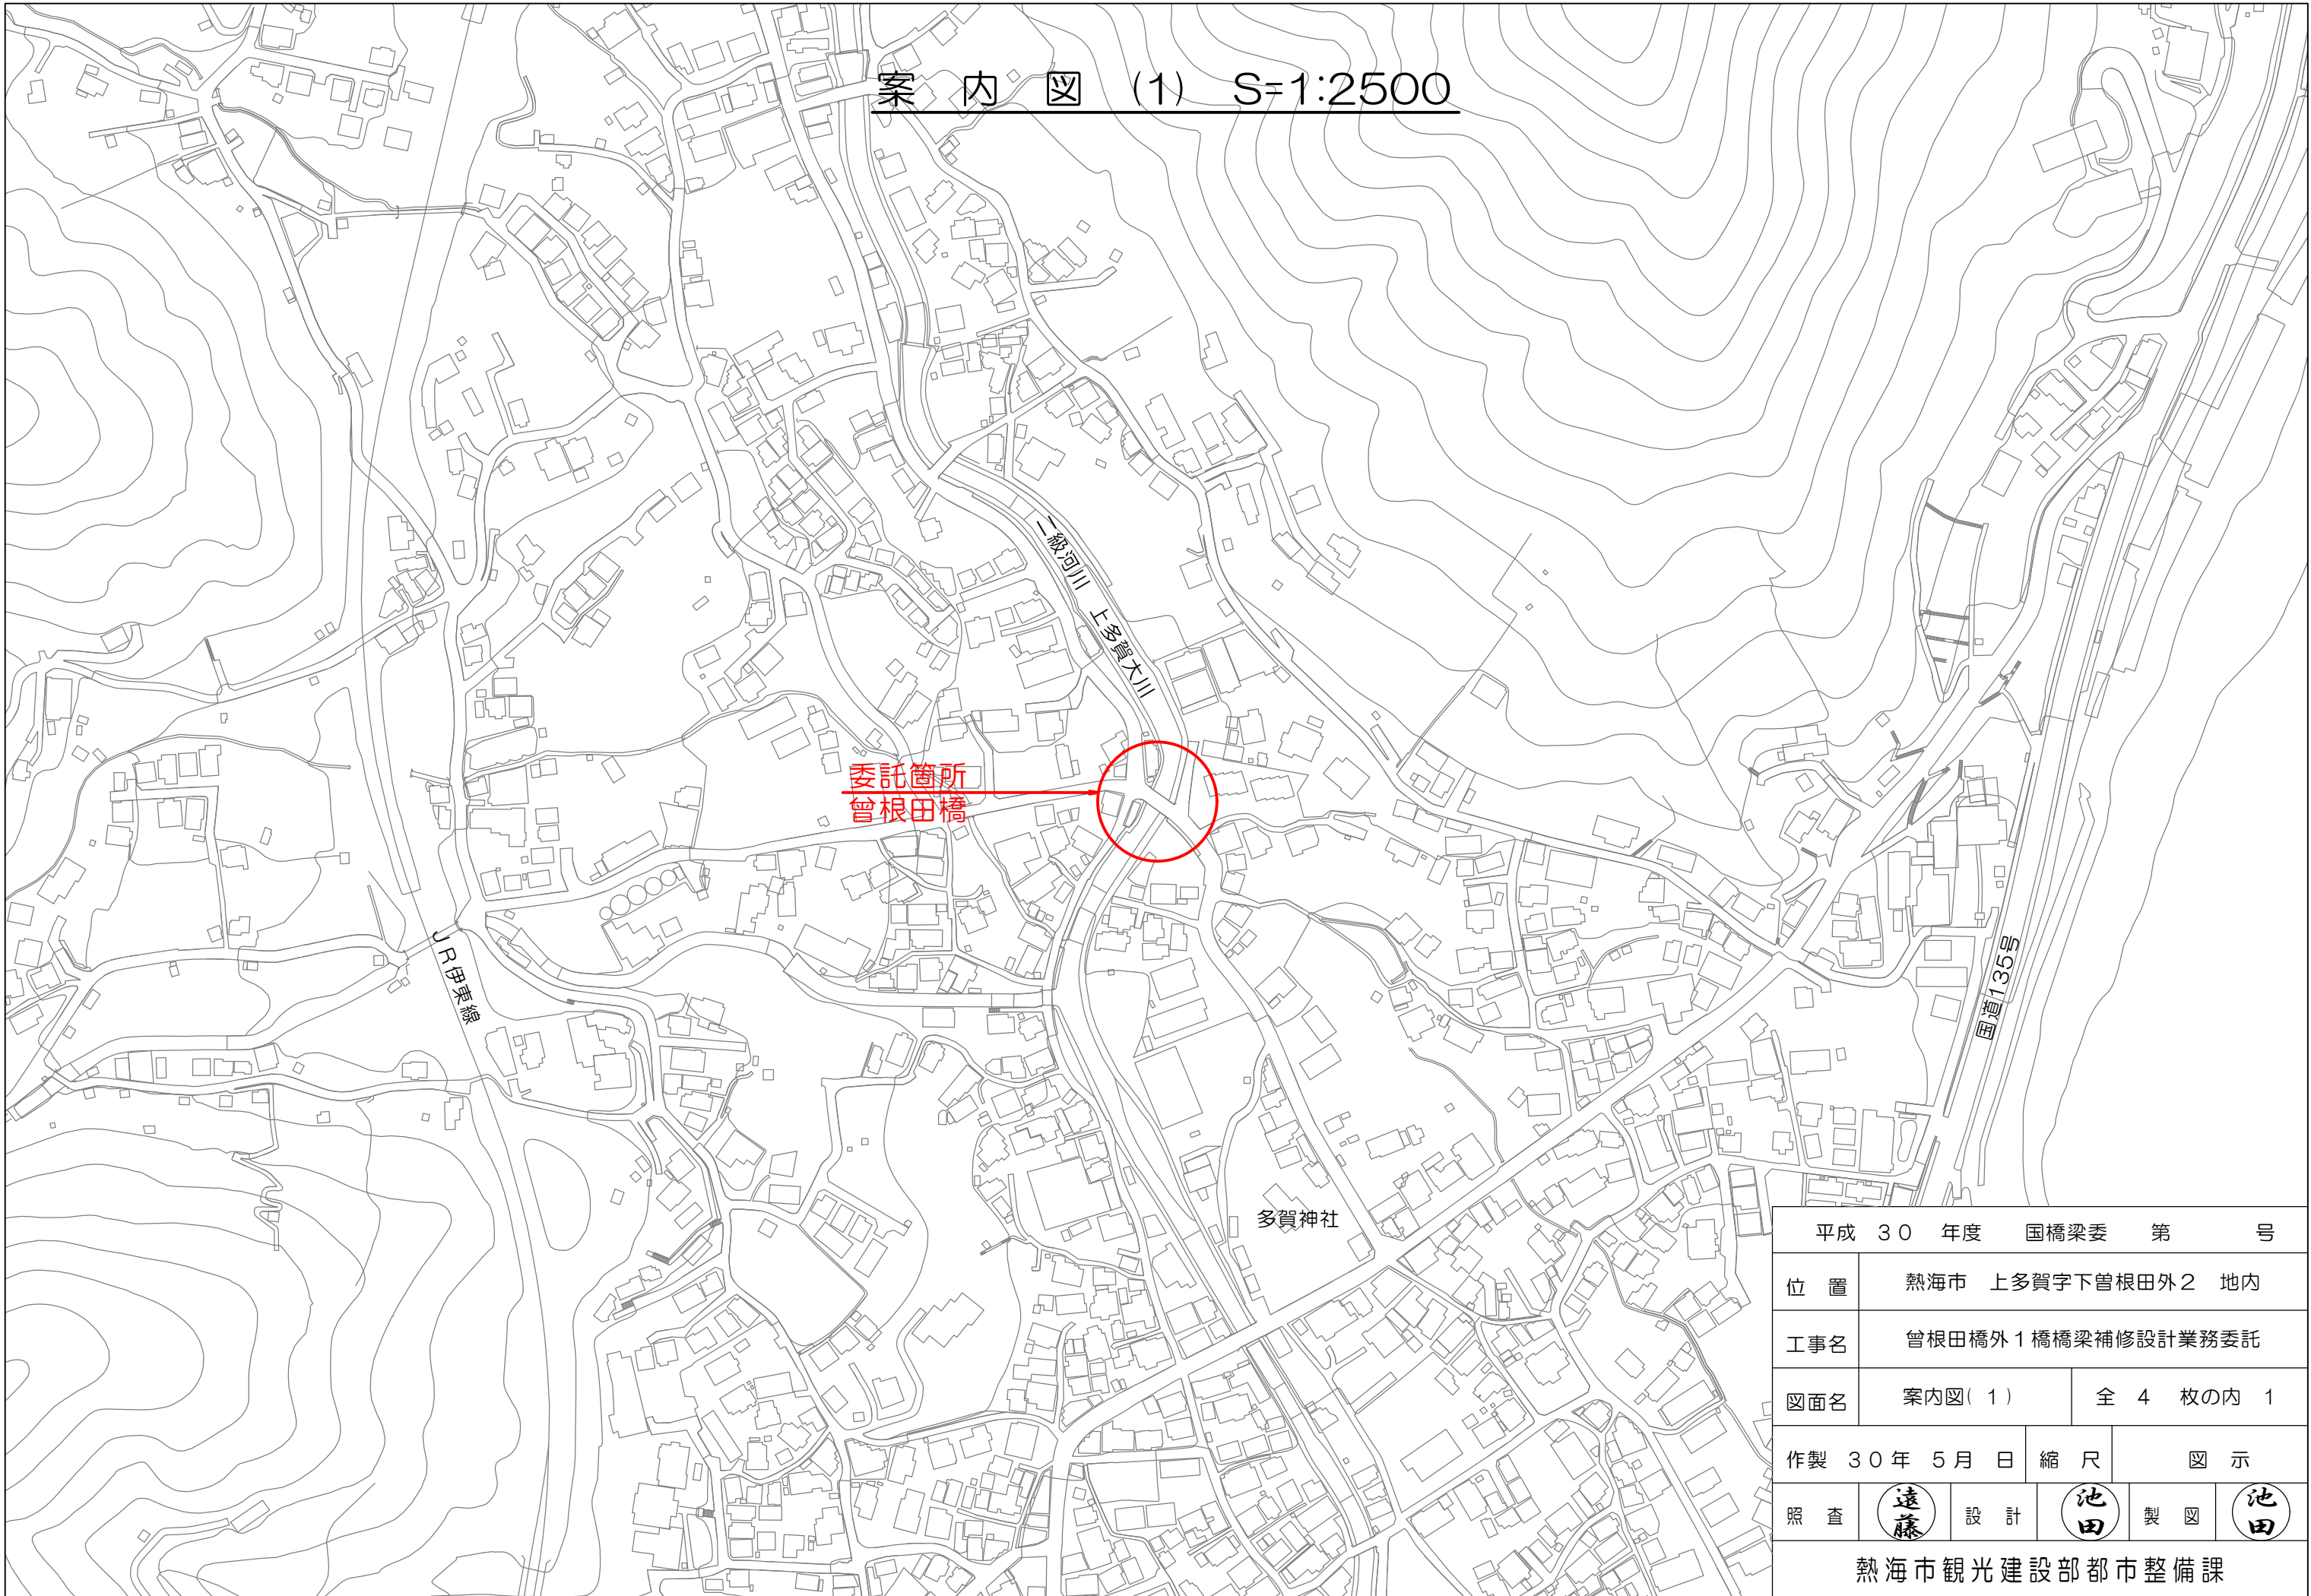 案内図 (1) S=1:2500
二級河川 上多賀大川
委託箇所
曾根田橋
JR伊東線
国道135号
多賀神社
平成 30 年度 国橋梁委 第 号
位置 熱海市 上多賀字下曽根田外2 地内
工事名 曾根田橋外1橋橋梁補修設計業務委託
図面名 案内図(1) 全 4 枚の内 1
作製 30年 5月 日 縮尺 図示
照査 遠藤 設計 池田 製図 池田
熱海市観光建設部都市整備課